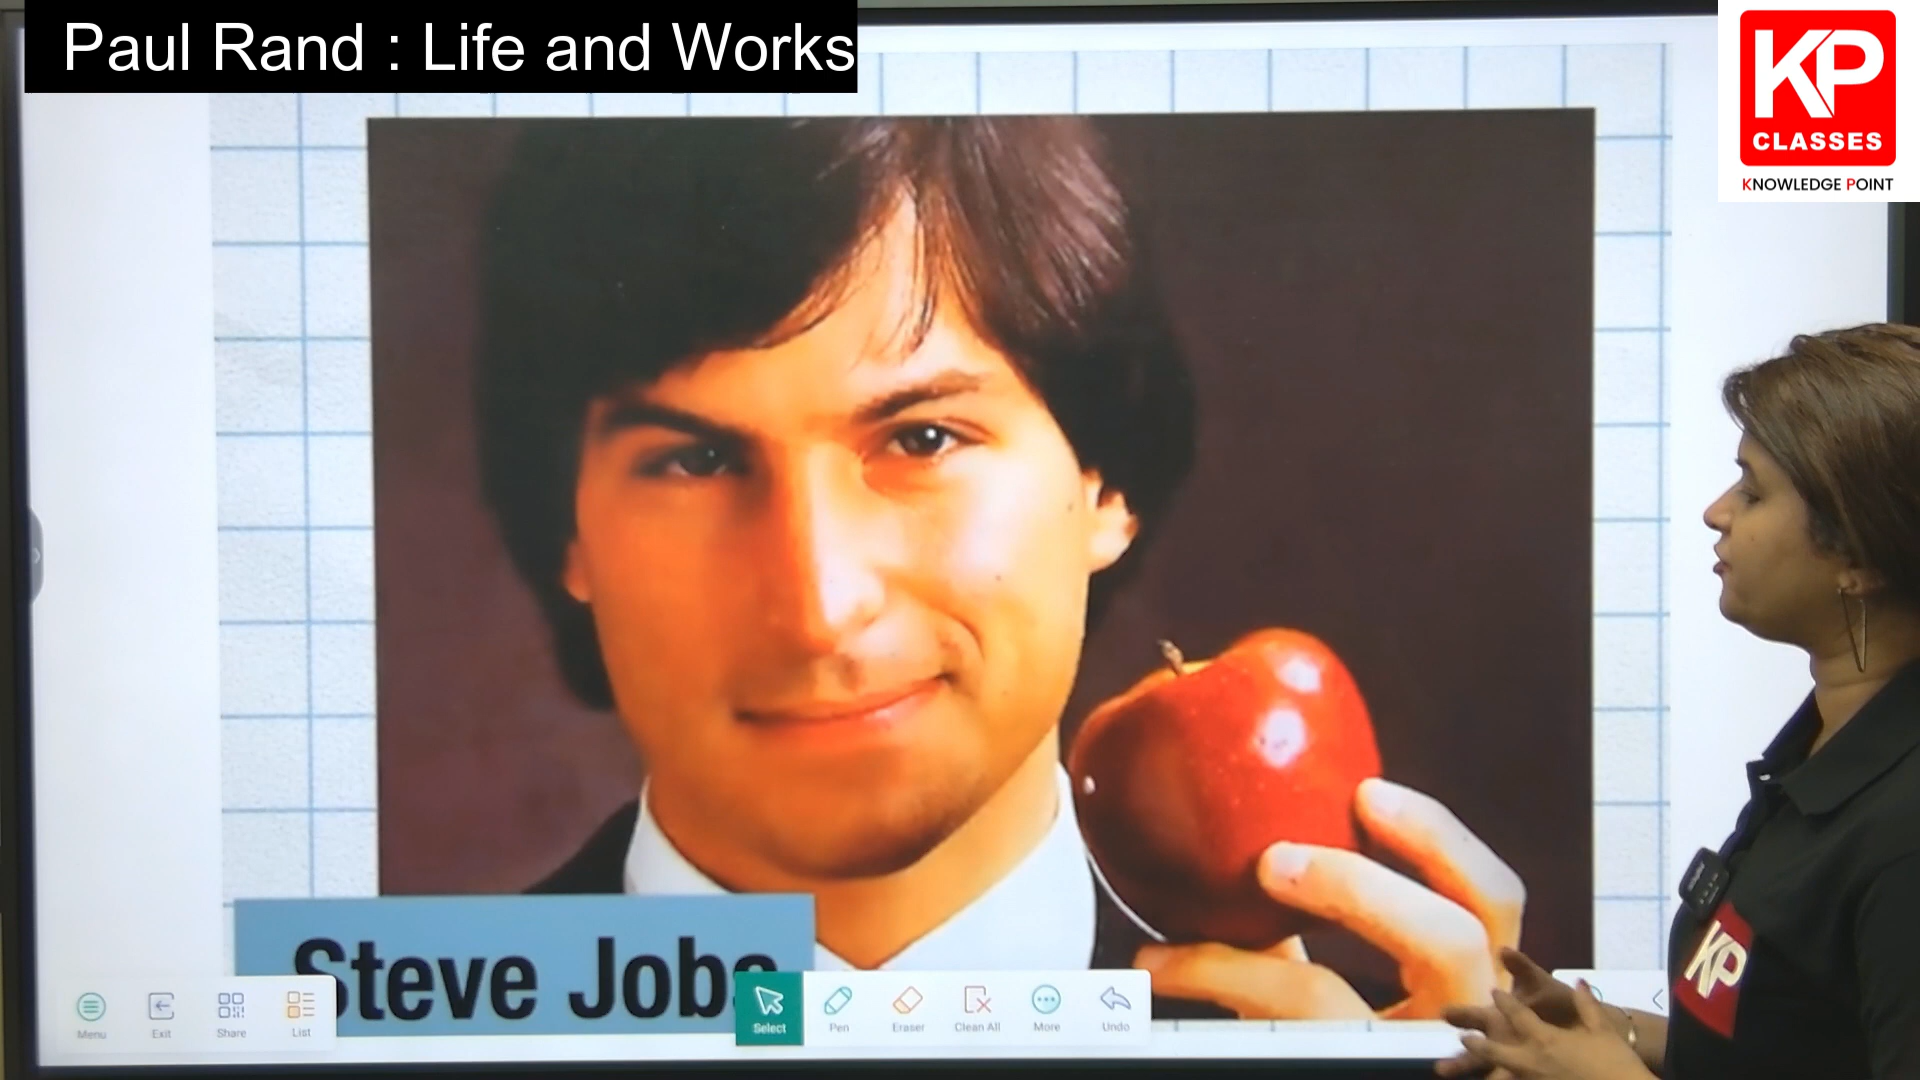 Paul Rand : Life and Works
KP
CLASSES
KNOWLEDGE POINT
Steve Jobs
Menu
Exit
Share
List
Select
Pen
Eraser
Clean All
More
Undo
KP